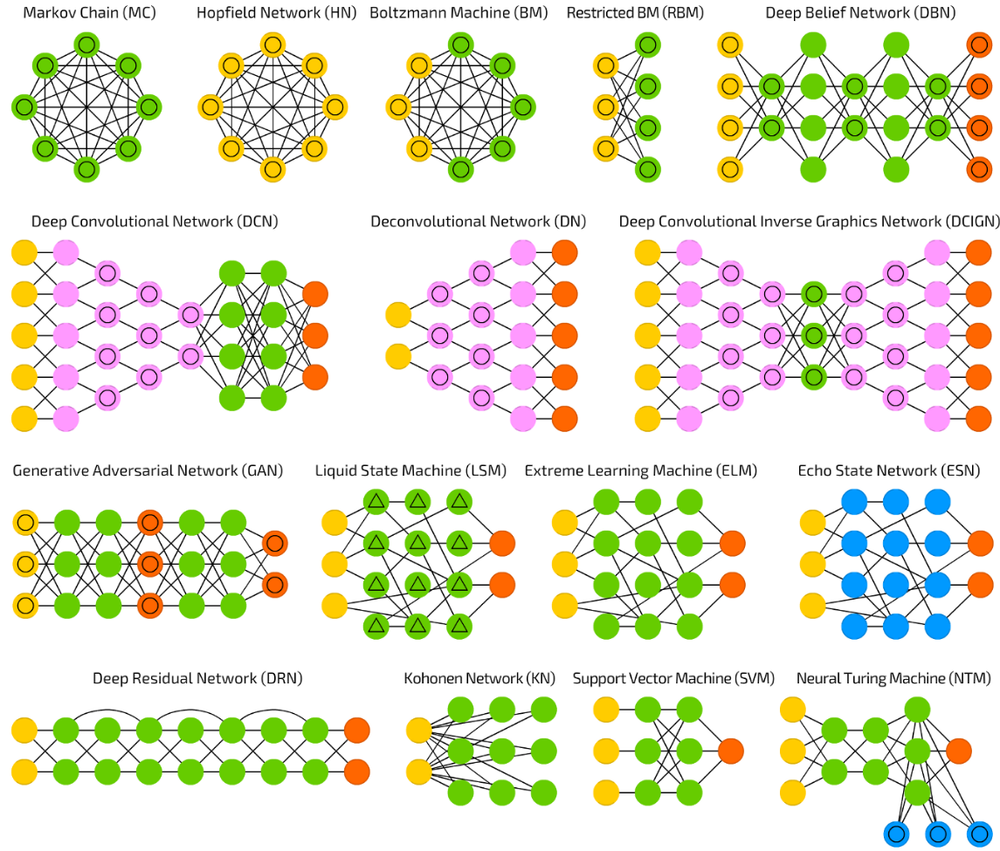 Markov Chain (MC)
Hopfield Network (HN)
Boltzmann Machine (BM)
Restricted BM (RBM)
Deep Belief Network (DBN)
Deep Convolutional Network (DCN)
Deconvolutional Network (DN)
Deep Convolutional Inverse Graphics Network (DCIGN)
Generative Adversarial Network (GAN)
Liquid State Machine (LSM)
Extreme Learning Machine (ELM)
Echo State Network (ESN)
Deep Residual Network (DRN)
Kohonen Network (KN)
Support Vector Machine (SVM)
Neural Turing Machine (NTM)